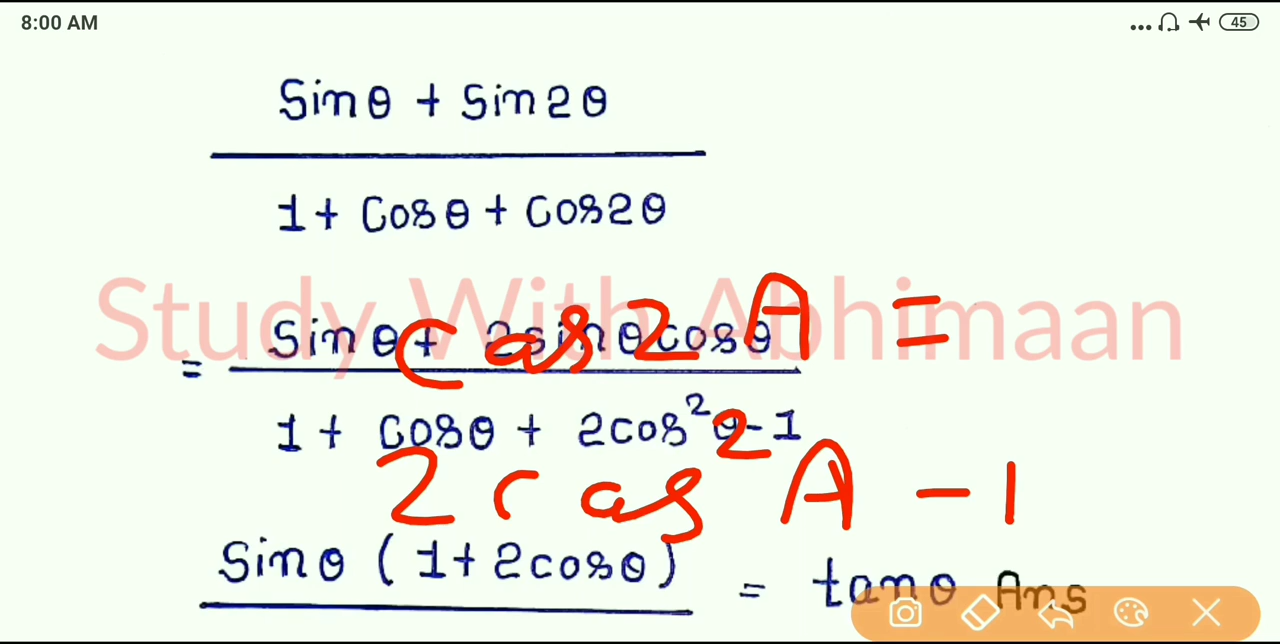 8:00 AM
45
Sinθ + Sin2θ
1 + Cosθ + Cos2θ
Study With Abhimaan
Cos2A =
= Sinθ + 2sinθcosθ
1 + Cosθ + 2cos²θ-1
2Cos²A - 1
Sinθ (1+2cosθ) = tanθ Ans